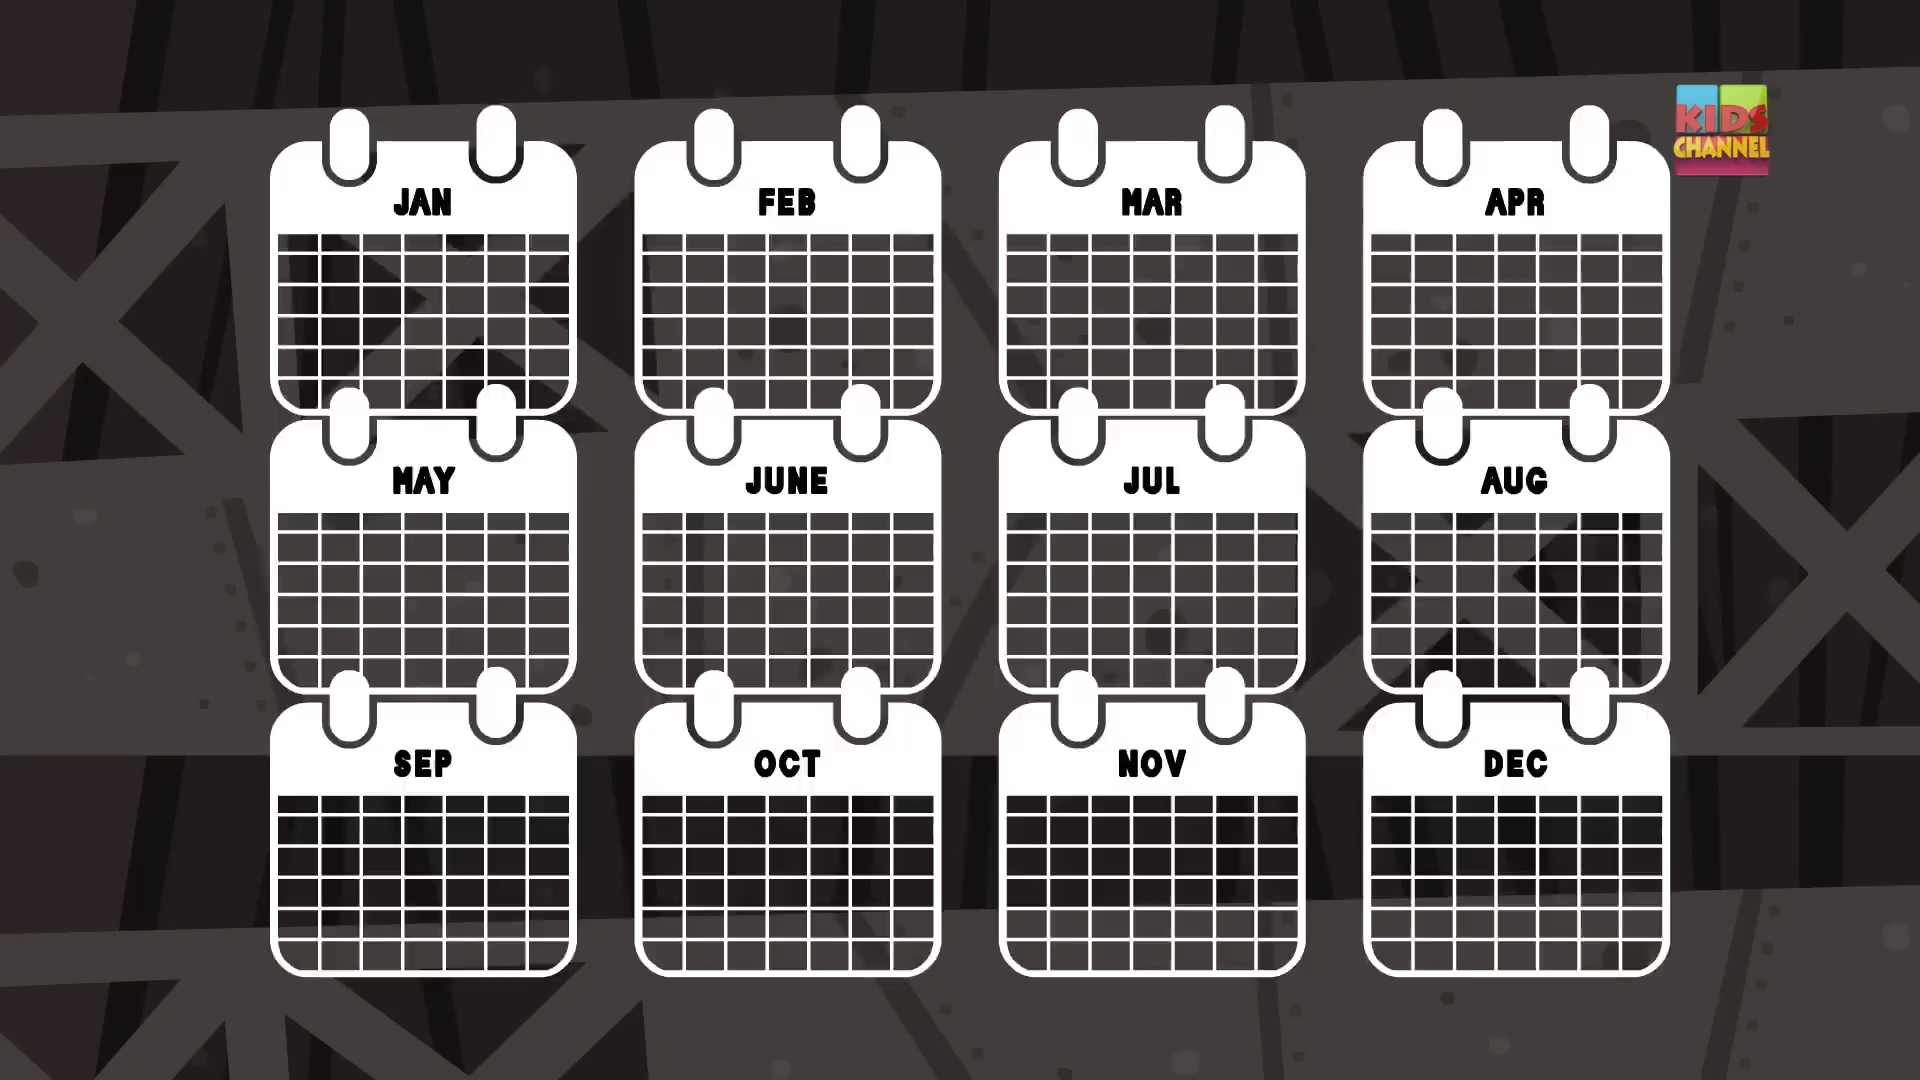 KIDS
CHANNEL
JAN
FEB
MAR
APR
MAY
JUNE
JUL
AUG
SEP
OCT
NOV
DEC